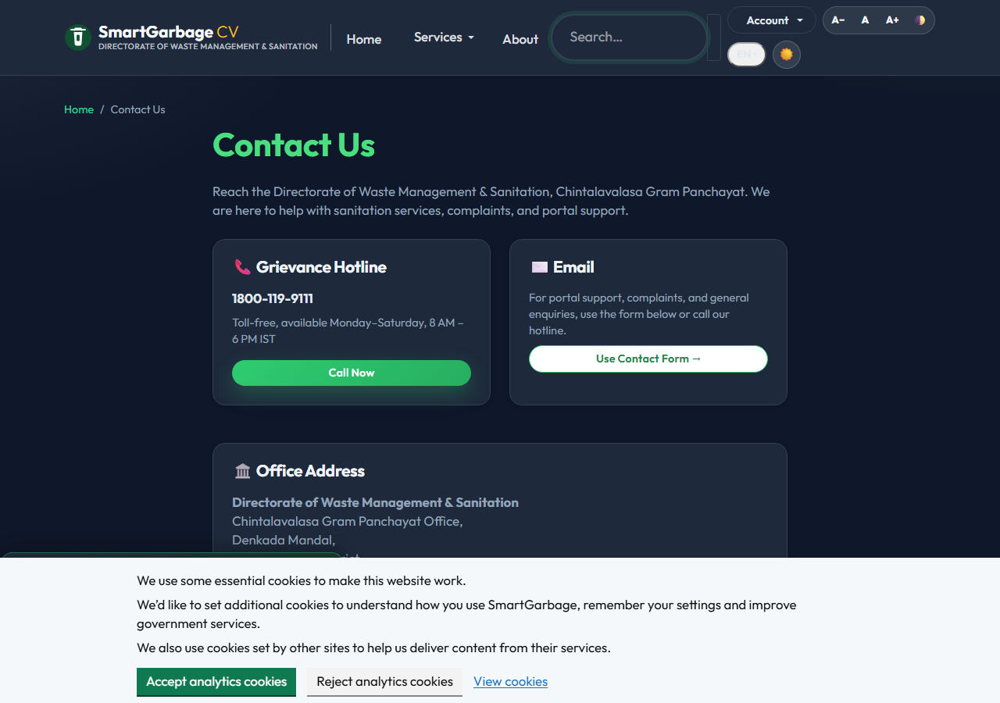 SmartGarbage CV
DIRECTORATE OF WASTE MANAGEMENT & SANITATION
Home
Services
About
Search...
Account
A−
A
A+
EN
Home / Contact Us
Contact Us
Reach the Directorate of Waste Management & Sanitation, Chintalavalasa Gram Panchayat. We
are here to help with sanitation services, complaints, and portal support.
Grievance Hotline
1800-119-9111
Toll-free, available Monday–Saturday, 8 AM –
6 PM IST
Call Now
Email
For portal support, complaints, and general
enquiries, use the form below or call our
hotline.
Use Contact Form →
Office Address
Directorate of Waste Management & Sanitation
Chintalavalasa Gram Panchayat Office,
Denkada Mandal,
We use some essential cookies to make this website work.
We’d like to set additional cookies to understand how you use SmartGarbage, remember your settings and improve
government services.
We also use cookies set by other sites to help us deliver content from their services.
Accept analytics cookies
Reject analytics cookies
View cookies